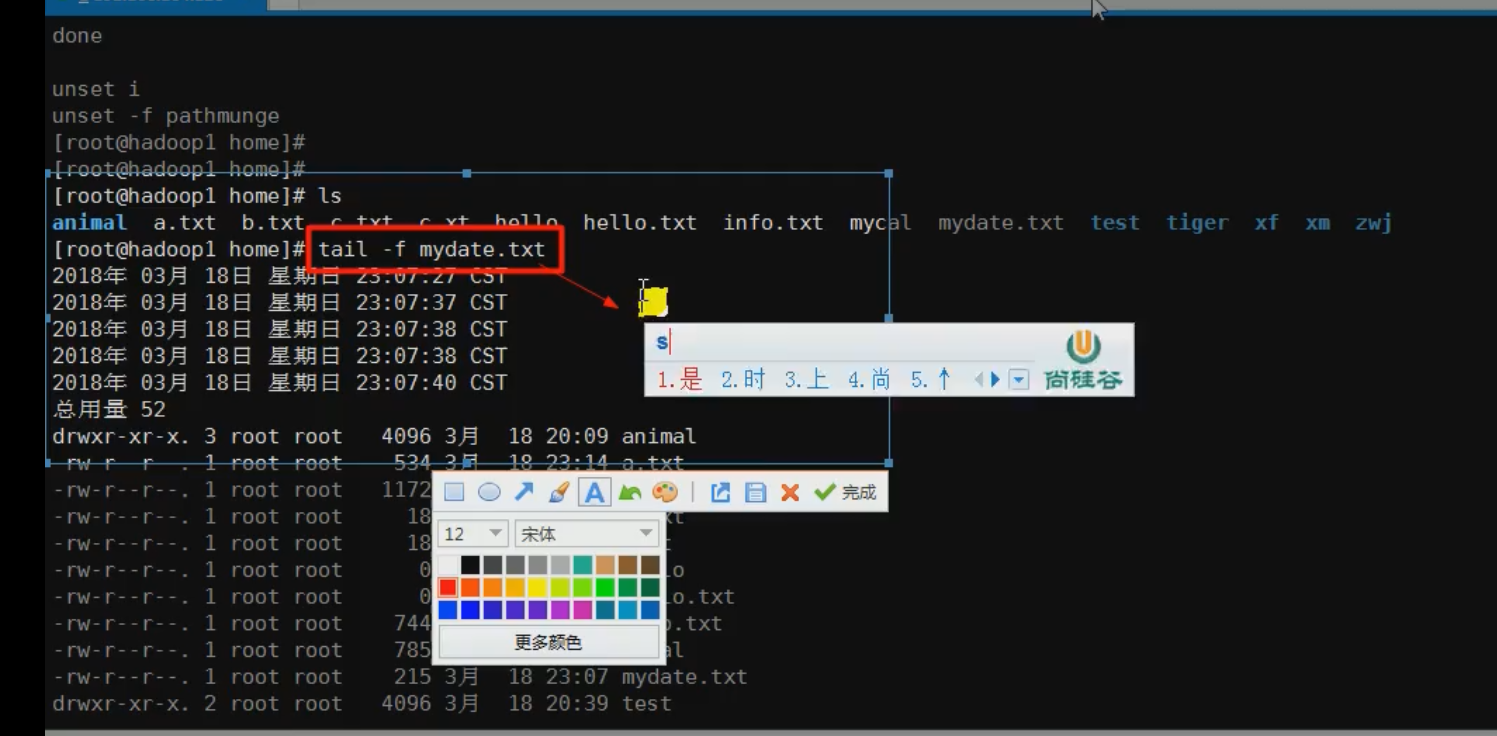 done
unset i
unset -f pathmunge
[root@hadoop1 home]#
[root@hadoop1 home]#
[root@hadoop1 home]# ls
animal a.txt b.txt c.txt c.xt hello hello.txt info.txt mycal mydate.txt test tiger xf xm zwj
[root@hadoop1 home]# tail -f mydate.txt
2018年 03月 18日 星期日 23:07:27 CST
2018年 03月 18日 星期日 23:07:37 CST
2018年 03月 18日 星期日 23:07:38 CST
s
2018年 03月 18日 星期日 23:07:38 CST
2018年 03月 18日 星期日 23:07:40 CST
1.是 2.时 3.上 4.尚 5.个
尚硅谷
总用量 52
drwxr-xr-x. 3 root root 4096 3月 18 20:09 animal
-rw-r--r--. 1 root root 534 3月 18 23:14 a.txt
-rw-r--r--. 1 root root 1172
A 完成
-rw-r--r--. 1 root root 18
12 宋体
-rw-r--r--. 1 root root 18
-rw-r--r--. 1 root root 0 o
-rw-r--r--. 1 root root 0 o.txt
-rw-r--r--. 1 root root 744 .txt
更多颜色
-rw-r--r--. 1 root root 785 al
-rw-r--r--. 1 root root 215 3月 18 23:07 mydate.txt
drwxr-xr-x. 2 root root 4096 3月 18 20:39 test